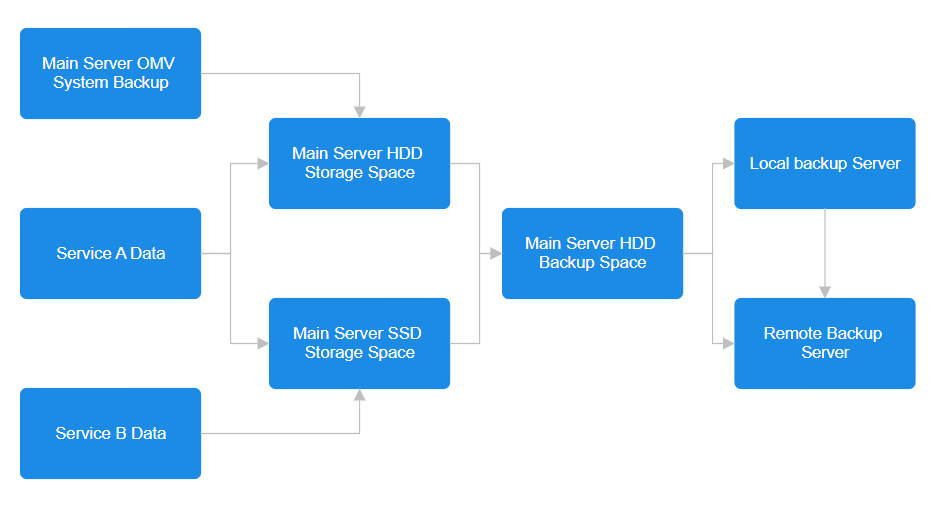 Main Server OMV
System Backup
Main Server HDD
Storage Space
Local backup Server
Service A Data
Main Server HDD
Backup Space
Main Server SSD
Storage Space
Remote Backup
Server
Service B Data